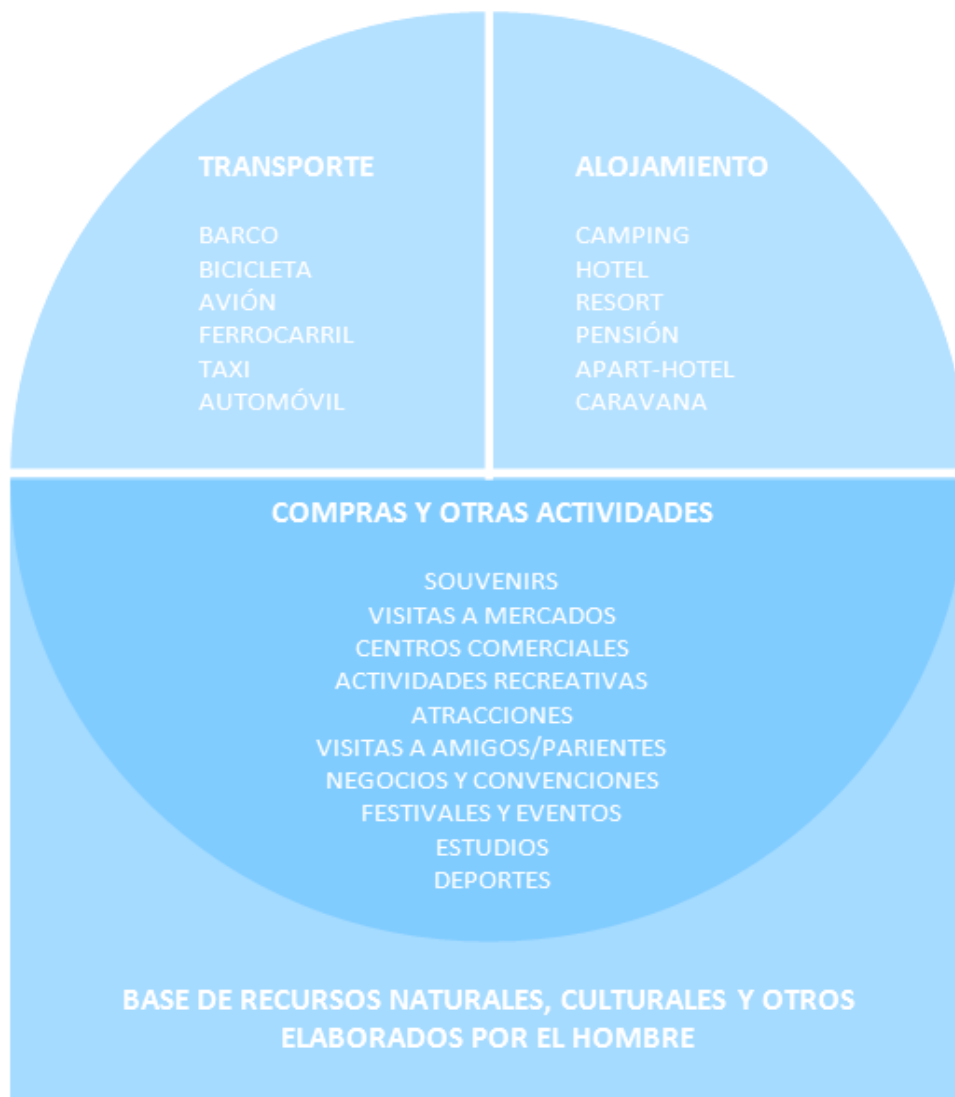 TRANSPORTE
BARCO
BICICLETA
AVIÓN
FERROCARRIL
TAXI
AUTOMÓVIL
ALOJAMIENTO
CAMPING
HOTEL
RESORT
PENSIÓN
APART-HOTEL
CARAVANA
COMPRAS Y OTRAS ACTIVIDADES
SOUVENIRS
VISITAS A MERCADOS
CENTROS COMERCIALES
ACTIVIDADES RECREATIVAS
ATRACCIONES
VISITAS A AMIGOS/PARIENTES
NEGOCIOS Y CONVENCIONES
FESTIVALES Y EVENTOS
ESTUDIOS
DEPORTES
BASE DE RECURSOS NATURALES, CULTURALES Y OTROS
ELABORADOS POR EL HOMBRE